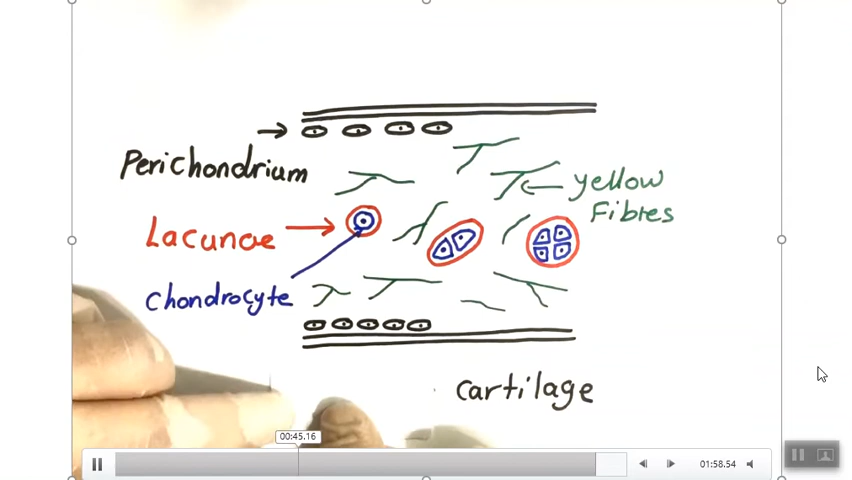 Perichondrium
yellow
Fibres
Lacunae
chondrocyte
cartilage
00:45.16
01:58.54